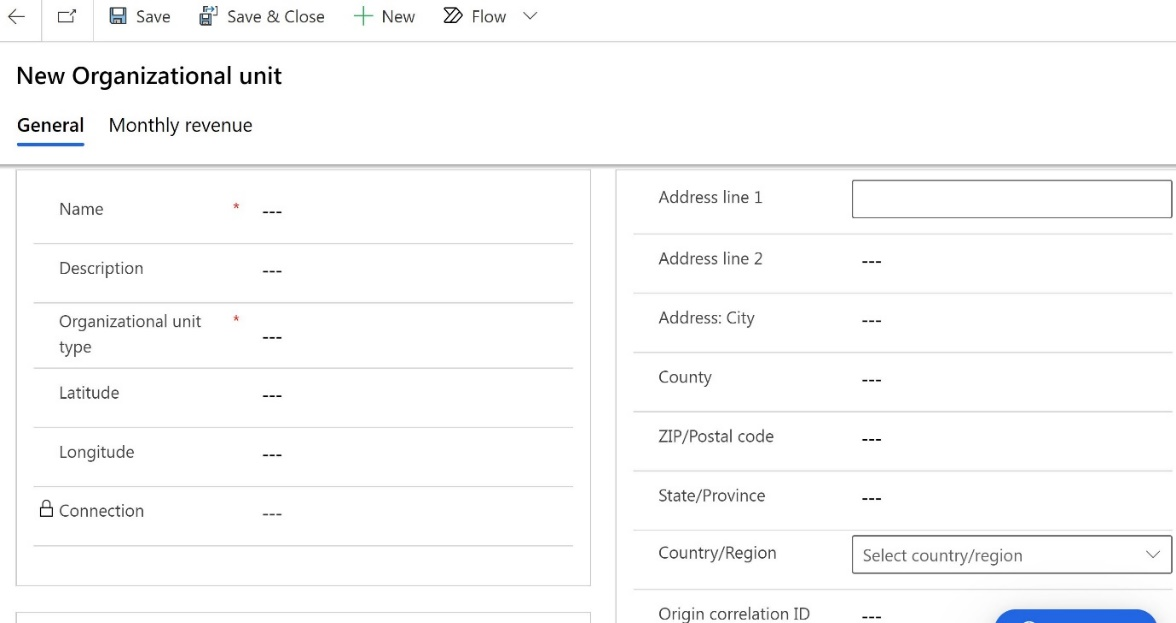 Save
Save & Close
New
Flow
New Organizational unit
General
Monthly revenue
Name * ---
Description ---
Organizational unit * ---
type
Latitude ---
Longitude ---
Connection ---
Address line 1
Address line 2 ---
Address: City ---
County ---
ZIP/Postal code ---
State/Province ---
Country/Region Select country/region
Origin correlation ID ---